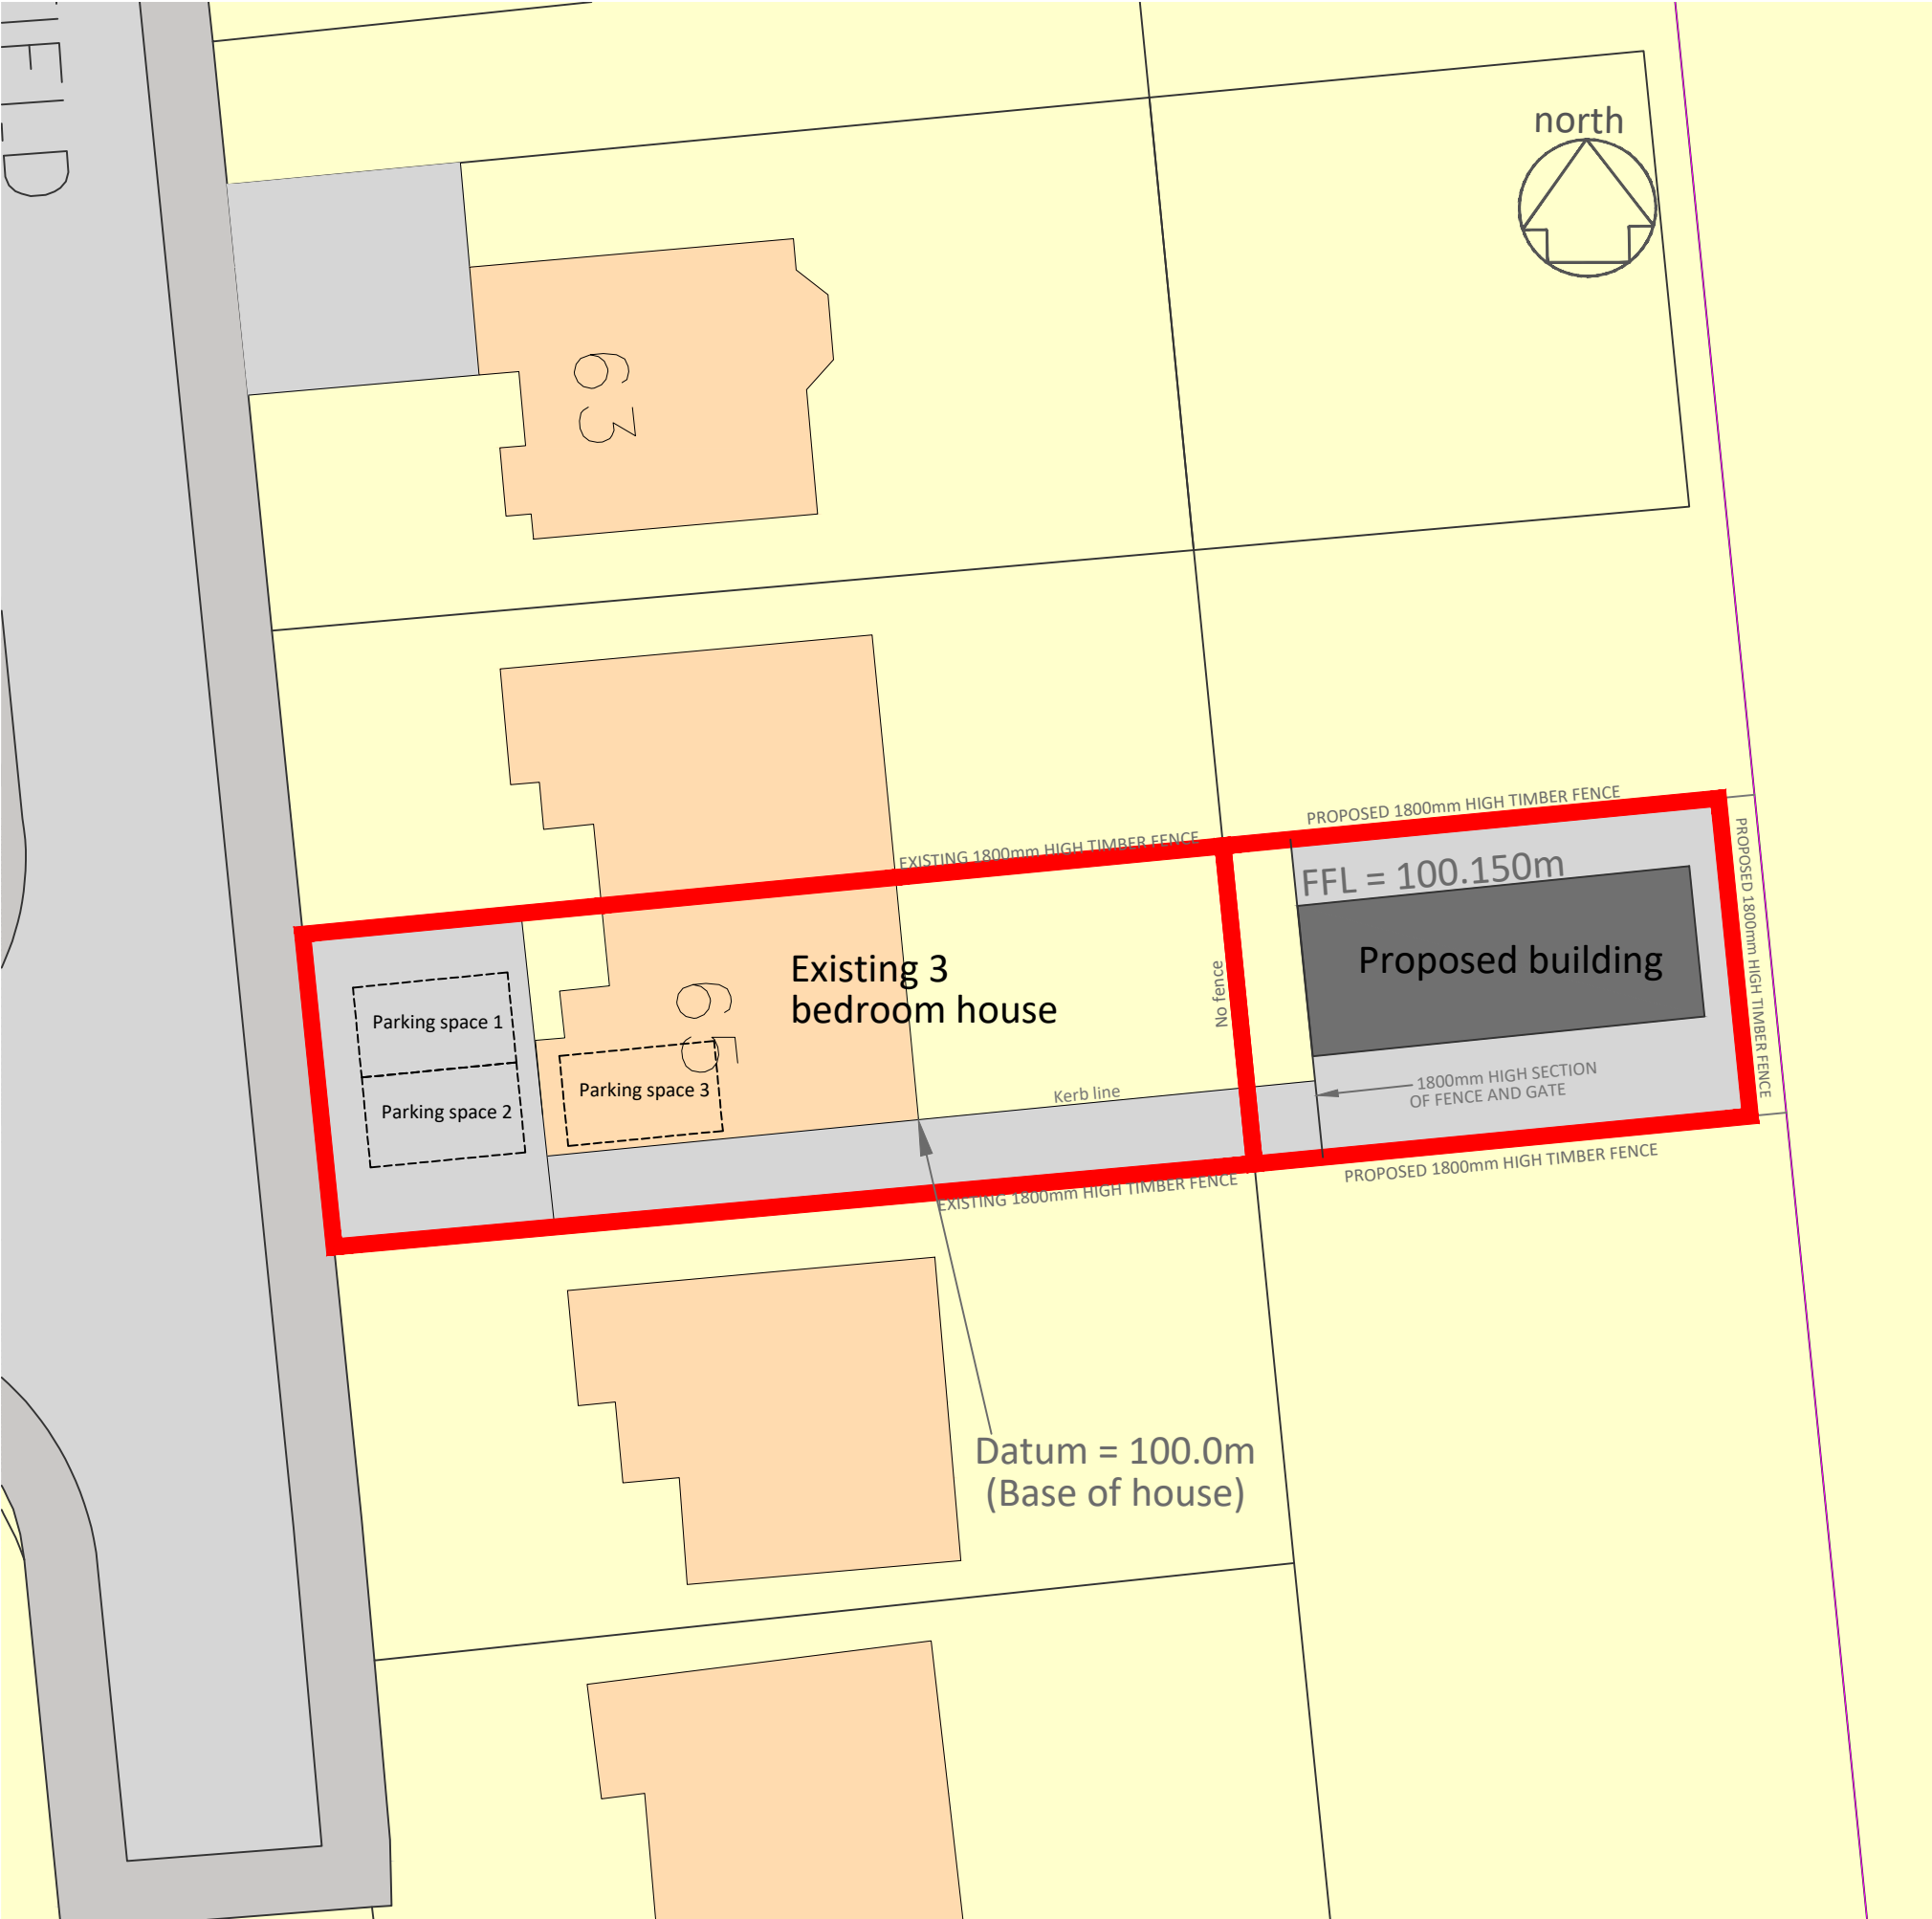 FIELD
north
63
PROPOSED 1800mm HIGH TIMBER FENCE
EXISTING 1800mm HIGH TIMBER FENCE
PROPOSED 1800mm HIGH TIMBER FENCE
FFL = 100.150m
Proposed building
Existing 3
bedroom house
No fence
61
Parking space 1
Parking space 2
Parking space 3
Kerb line
1800mm HIGH SECTION
OF FENCE AND GATE
PROPOSED 1800mm HIGH TIMBER FENCE
EXISTING 1800mm HIGH TIMBER FENCE
Datum = 100.0m
(Base of house)